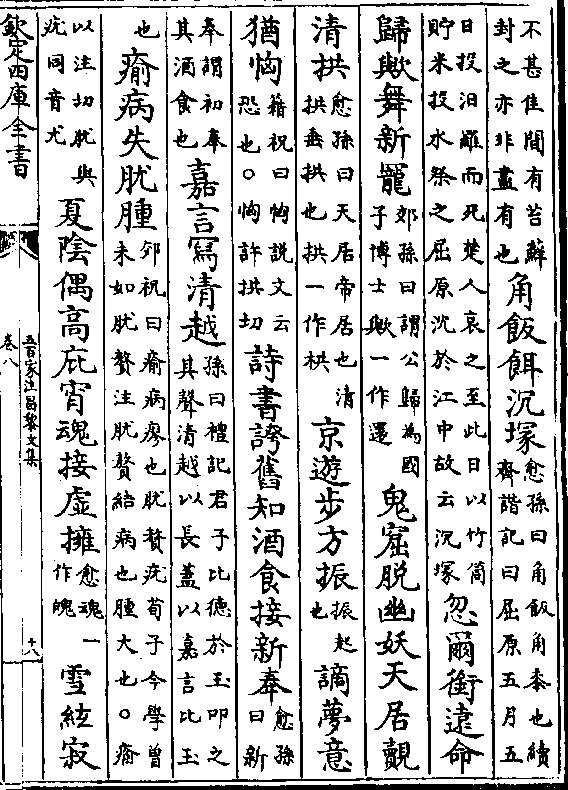 不甚佳間有苔蘚
封之亦非盡有也角飯餌沉塚愈孫曰角飯角黍也續
齊諧記曰屈原五月五
日投汨羅而死楚人哀之至此日以竹筒
貯米投水祭之屈原沉於江中故云沉塚忽爾銜遠命
歸歟舞新寵郊孫曰謂公歸為國
子博士歟一作還鬼窟脫幽妖天居覿
清拱愈孫曰天居帝居也清
拱垂拱也拱一作栱京遊步方振振起
也謫夢意
猶恟籍祝曰恟說文云
恐也○恟許拱切詩書誇舊知酒食接新奉愈孫
曰新
奉謂初奉
其酒食也嘉言寫清越孫曰禮記君子比德於玉叩之
其聲清越以長蓋以嘉言比玉
也瘉病失肬腫郊祝曰瘉病瘳也肬贅疣荀子今學曾
未如肬贅注肬贅結病也腫大也○瘉
以注切肬與
疣同音尤夏陰偶高庇宵魂接虛擁愈魂一
作魄雪絃寂
欽定四庫全書
五百家注昌黎文集
卷八
十八